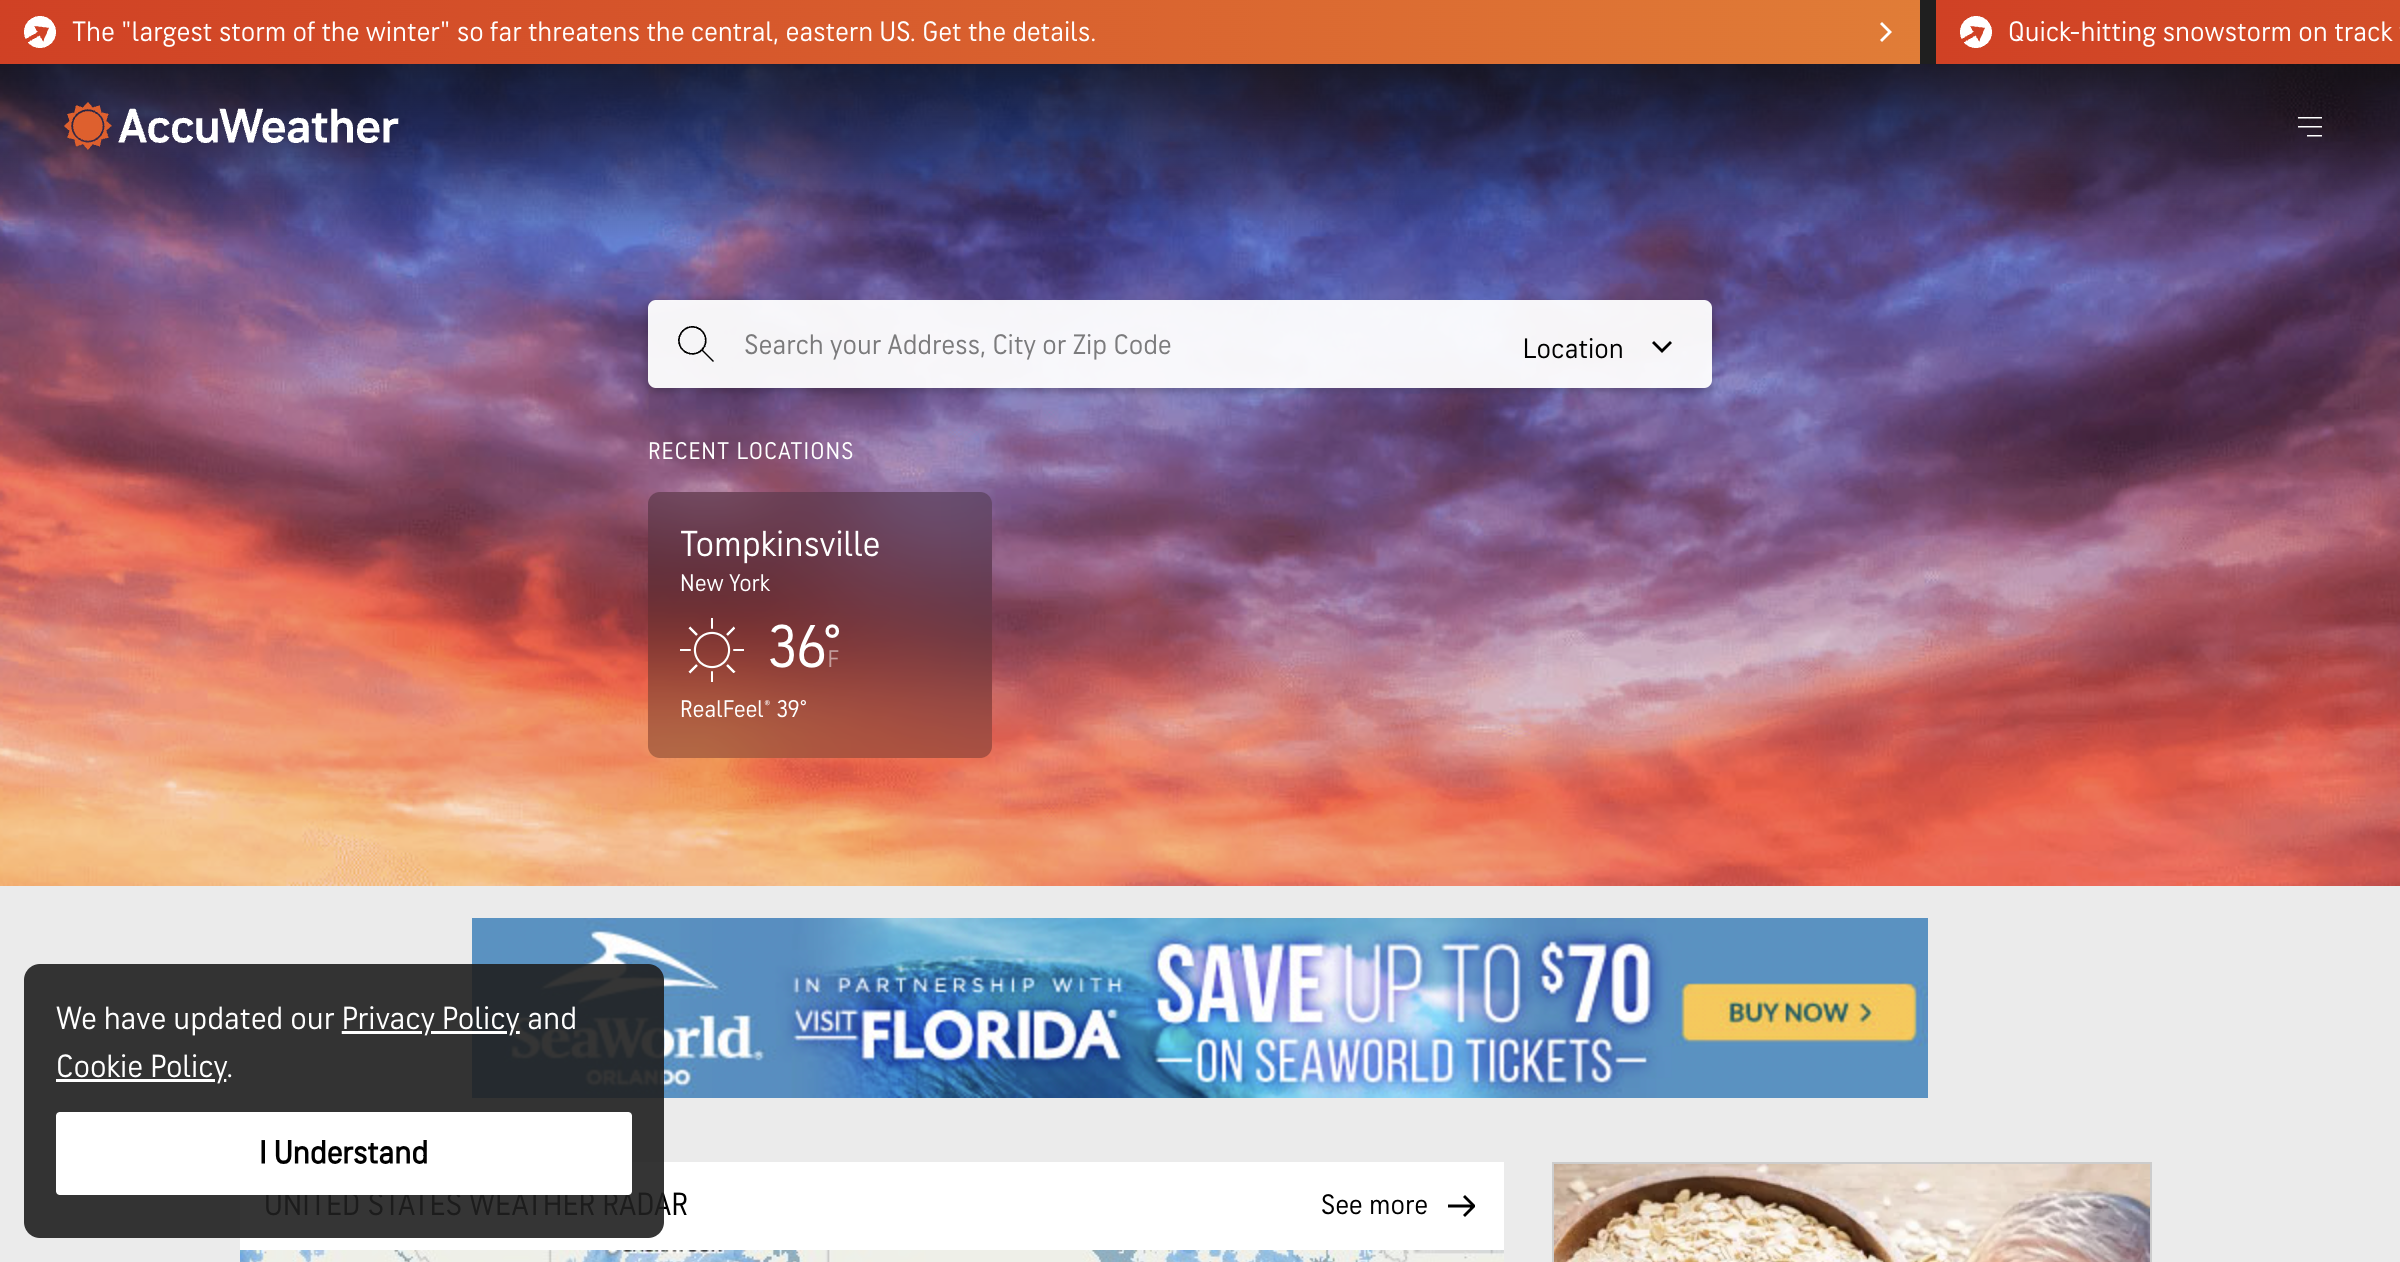 The "largest storm of the winter" so far threatens the central, eastern US. Get the details.
Quick-hitting snowstorm on track
AccuWeather
Search your Address, City or Zip Code
Location
RECENT LOCATIONS
Tompkinsville
New York
36°F
RealFeel® 39°
SeaWorld®
ORLANDO
IN PARTNERSHIP WITH
VISIT FLORIDA®
SAVE UP TO $70
—ON SEAWORLD TICKETS—
BUY NOW >
We have updated our Privacy Policy and
Cookie Policy.
I Understand
UNITED STATES WEATHER RADAR
See more